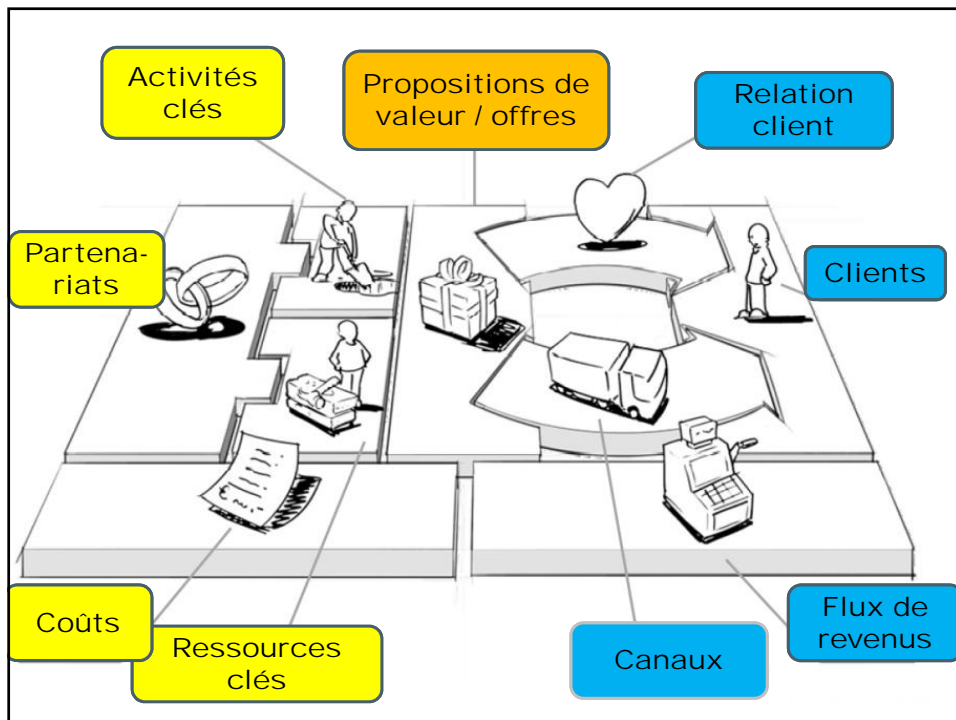 Activités
clés
Propositions de
valeur / offres
Relation
client
Partena-
riats
Clients
Coûts
Ressources
clés
Canaux
Flux de
revenus